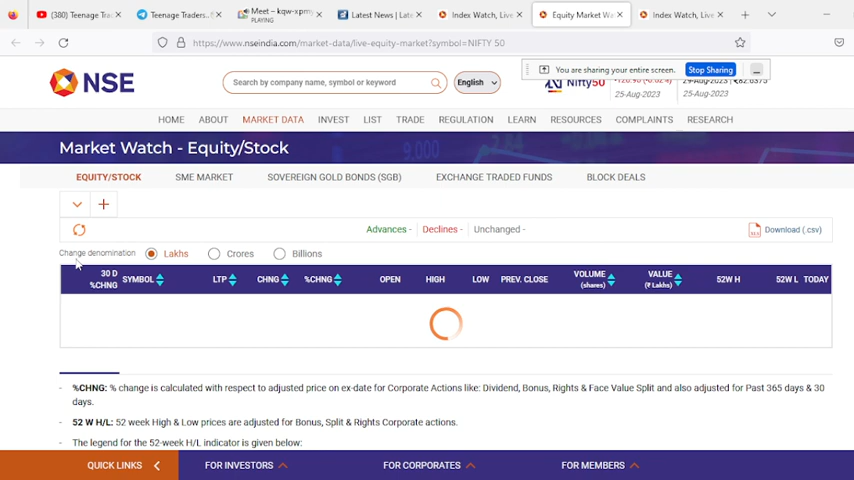 (380) Teenage Tra
Teenage Traders
Meet – kqw-xpmy
PLAYING
Latest News | Late
Index Watch, Live
Equity Market Wa
Index Watch, Live
https://www.nseindia.com/market-data/live-equity-market?symbol=NIFTY 50
You are sharing your entire screen.
Stop Sharing
NSE
Search by company name, symbol or keyword
English
Nifty50
25-Aug-2023
25-Aug-2023
HOME ABOUT MARKET DATA INVEST LIST TRADE REGULATION LEARN RESOURCES COMPLAINTS RESEARCH
Market Watch - Equity/Stock
EQUITY/STOCK SME MARKET SOVEREIGN GOLD BONDS (SGB) EXCHANGE TRADED FUNDS BLOCK DEALS
Advances - Declines - Unchanged -
Download (.csv)
Change denomination Lakhs Crores Billions
30 D %CHNG SYMBOL LTP CHNG %CHNG OPEN HIGH LOW PREV. CLOSE VOLUME (shares) VALUE (₹ Lakhs) 52W H 52W L TODAY
- %CHNG: % change is calculated with respect to adjusted price on ex-date for Corporate Actions like: Dividend, Bonus, Rights & Face Value Split and also adjusted for Past 365 days & 30
days.
- 52 W H/L: 52 week High & Low prices are adjusted for Bonus, Split & Rights Corporate actions.
- The legend for the 52-week H/L indicator is given below:
QUICK LINKS FOR INVESTORS FOR CORPORATES FOR MEMBERS